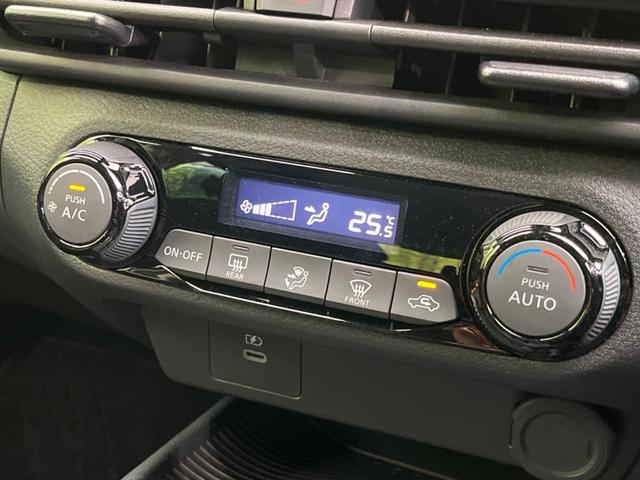 PUSH
A/C
25.5 °C
ON·OFF
REAR
FRONT
PUSH
AUTO